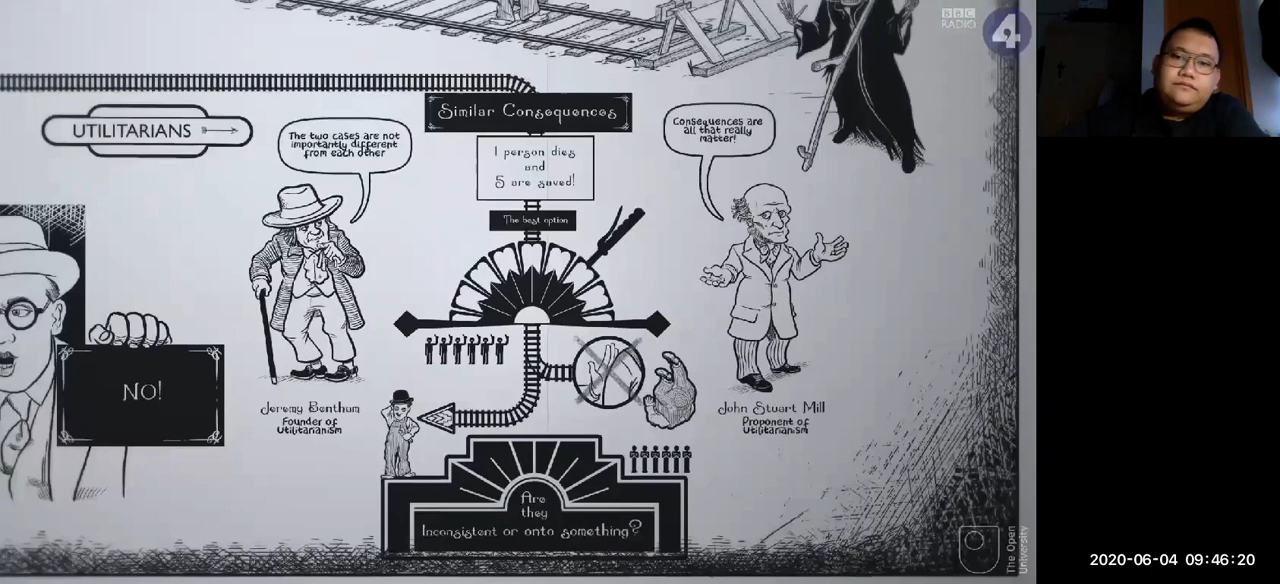 BBC
RADIO
4
Similar Consequences
UTILITARIANS
The two cases are not
importantly different
from each other
Consequences are
all that really
matter!
1 person dies
and
5 are saved!
The best option
NO!
Jeremy Bentham
Founder of
Utilitarianism
John Stuart Mill
Proponent of
Utilitarianism
Are
they
Inconsistent or onto something?
The Open
University
2020-06-04 09:46:20